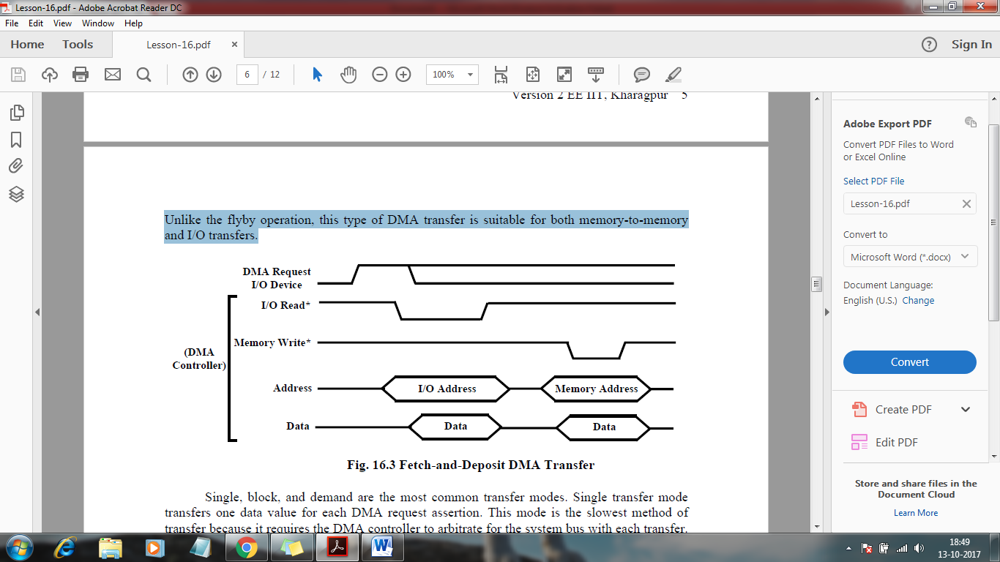 Lesson-16.pdf - Adobe Acrobat Reader DC
File Edit View Window Help
Home Tools Lesson-16.pdf × ? Sign In
6 / 12 100%
Version 2 EE IIT, Kharagpur 5
Unlike the flyby operation, this type of DMA transfer is suitable for both memory-to-memory
and I/O transfers.
DMA Request
I/O Device
I/O Read*
Memory Write*
(DMA
Controller)
Address I/O Address Memory Address
Data Data Data
Fig. 16.3 Fetch-and-Deposit DMA Transfer
Single, block, and demand are the most common transfer modes. Single transfer mode
transfers one data value for each DMA request assertion. This mode is the slowest method of
transfer because it requires the DMA controller to arbitrate for the system bus with each transfer.
Adobe Export PDF
Convert PDF Files to Word
or Excel Online
Select PDF File
Lesson-16.pdf
Convert to
Microsoft Word (*.docx)
Document Language:
English (U.S.) Change
Convert
Create PDF
Edit PDF
Store and share files in the
Document Cloud
Learn More
18:49
13-10-2017